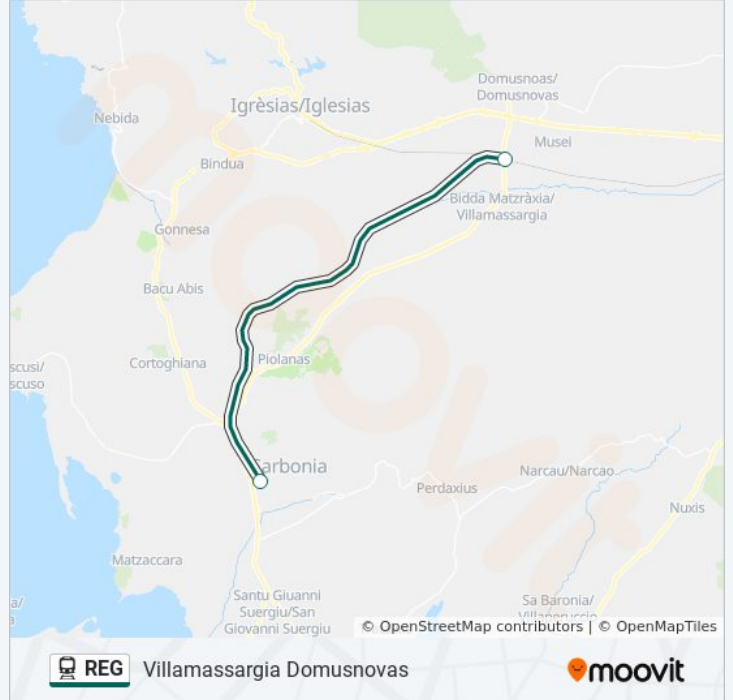 Domusnoas/
Domusnovas
Igrèsias/Iglesias
Nebida
Musei
Bindua
Bidda Matzràxia/
Villamassargia
Gonnesa
Bacu Abis
Cortoghiana
Piolanas
scusi/
scuso
Carbonia
Narcau/Narcao
Perdaxius
Nuxis
Matzaccara
Santu Giuanni
Suergiu/San
Giovanni Suergiu
Sa Baronia/
Villaperuccio
a/
a
© OpenStreetMap contributors | © OpenMapTiles
REG Villamassargia Domusnovas
moovit
moovit